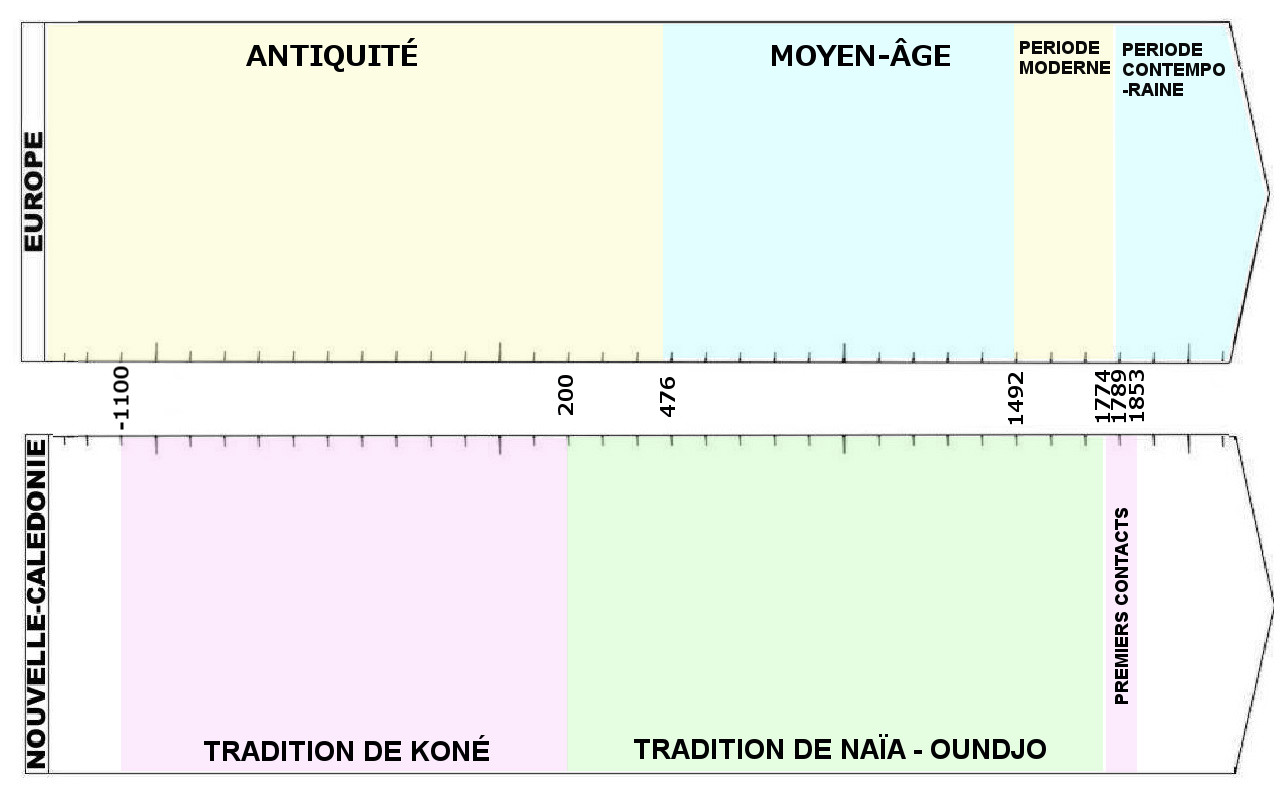 EUROPE
ANTIQUITÉ
MOYEN-ÂGE
PERIODE
MODERNE
PERIODE
CONTEMPO
-RAINE
-1100
200
476
1492
1774
1789
1853
NOUVELLE-CALEDONIE
TRADITION DE KONÉ
TRADITION DE NAÏA - OUNDJO
PREMIERS CONTACTS